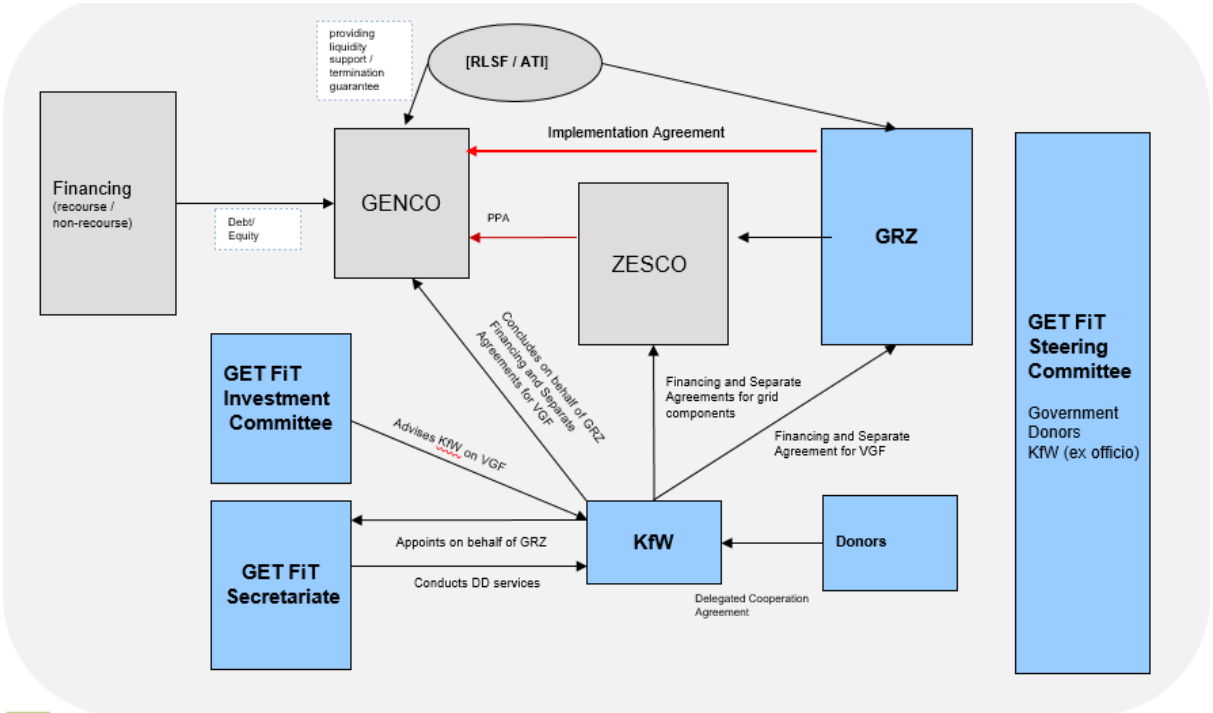 providing
liquidity
support /
termination
guarantee
[RLSF / ATI]
Implementation Agreement
Financing
(recourse /
non-recourse)
Debt/
Equity
GENCO
PPA
ZESCO
GRZ
GET FiT
Steering
Committee
Government
Donors
KfW (ex officio)
GET FiT
Investment
Committee
Advises KfW on VGF
Concludes on behalf of GRZ
Financing and Separate
Agreements for VGF
Financing and Separate
Agreements for grid
components
Financing and Separate
Agreement for VGF
GET FiT
Secretariate
Appoints on behalf of GRZ
Conducts DD services
KfW
Donors
Delegated Cooperation
Agreement